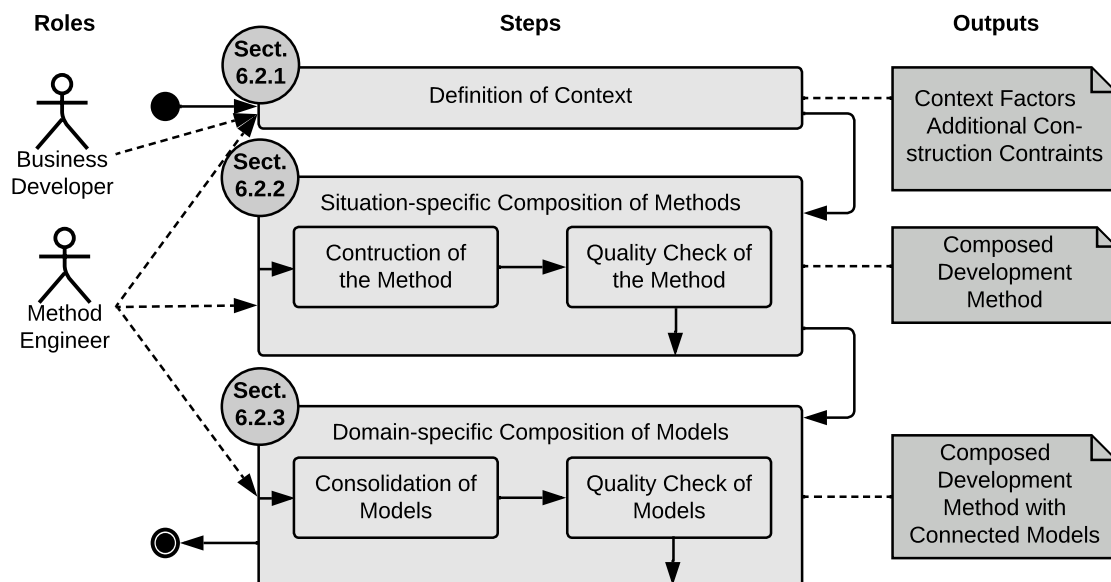 Roles
Steps
Outputs
Sect.
6.2.1
Definition of Context
Context Factors
Additional Con-
struction Contraints
Business
Developer
Sect.
6.2.2
Situation-specific Composition of Methods
Contruction of
the Method
Quality Check of
the Method
Composed
Development
Method
Method
Engineer
Sect.
6.2.3
Domain-specific Composition of Models
Consolidation of
Models
Quality Check of
Models
Composed
Development
Method with
Connected Models